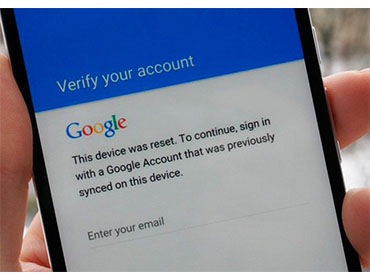 Verify your account
Google
This device was reset. To continue, sign in
with a Google Account that was previously
synced on this device.
Enter your email